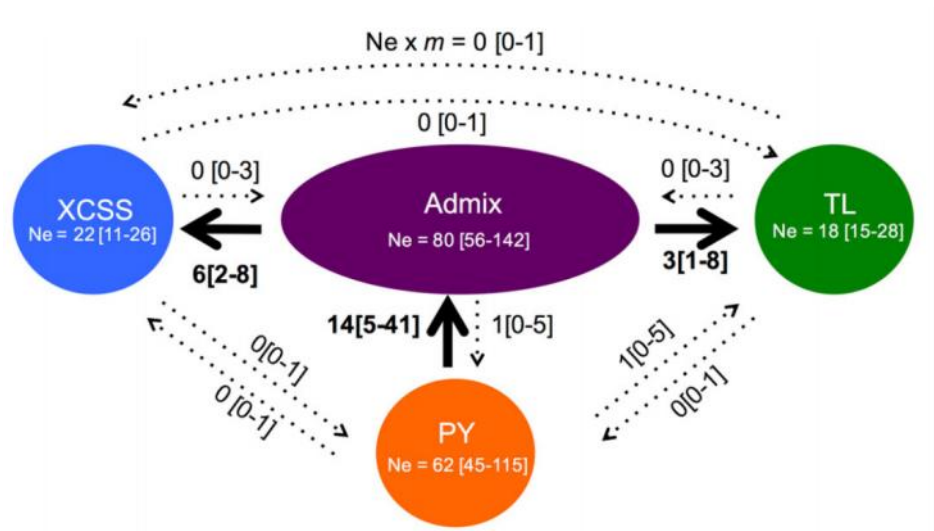 Ne x m = 0 [0-1]
0 [0-1]
0 [0-3]
0 [0-3]
XCSS
Ne = 22 [11-26]
Admix
Ne = 80 [56-142]
TL
Ne = 18 [15-28]
6[2-8]
3[1-8]
14[5-41]
1[0-5]
0[0-1]
0 [0-1]
1[0-5]
0[0-1]
PY
Ne = 62 [45-115]